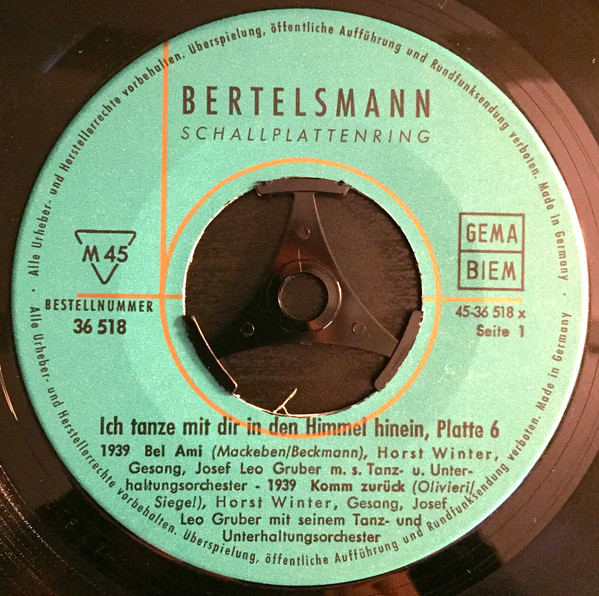 · Alle Urheber- und Herstellerrechte vorbehalten. Überspielung, öffentliche Aufführung und Rundfunksendung verboten. Made in Germany ·
BERTELSMANN
SCHALLPLATTENRING
M 45
GEMA
BIEM
BESTELLNUMMER
36 518
45-36 518 x
Seite 1
Ich tanze mit dir in den Himmel hinein, Platte 6
1939 Bel Ami (Mackeben/Beckmann), Horst Winter,
Gesang, Josef Leo Gruber m. s. Tanz- u. Unter-
haltungsorchester - 1939 Komm zurück (Olivieri/
Siegel), Horst Winter, Gesang, Josef
Leo Gruber mit seinem Tanz- und
Unterhaltungsorchester
Alle Urheber- und Herstellerrechte vorbehalten. Überspielung, öffentliche Aufführung und Rundfunksendung verboten. Made in Germany